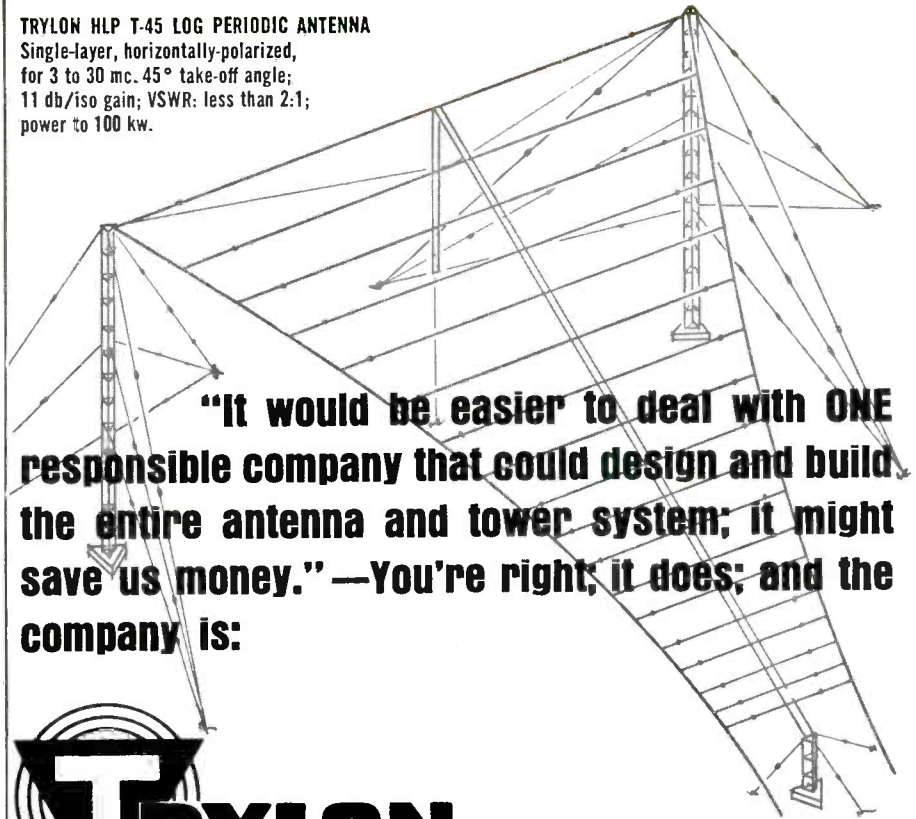 TRYLON HLP T-45 LOG PERIODIC ANTENNA
Single-layer, horizontally-polarized,
for 3 to 30 mc. 45° take-off angle;
11 db/iso gain; VSWR: less than 2:1;
power to 100 kw.
"It would be easier to deal with ONE
responsible company that could design and build
the entire antenna and tower system; it might
save us money." —You're right; it does; and the
company is:
TRYLON